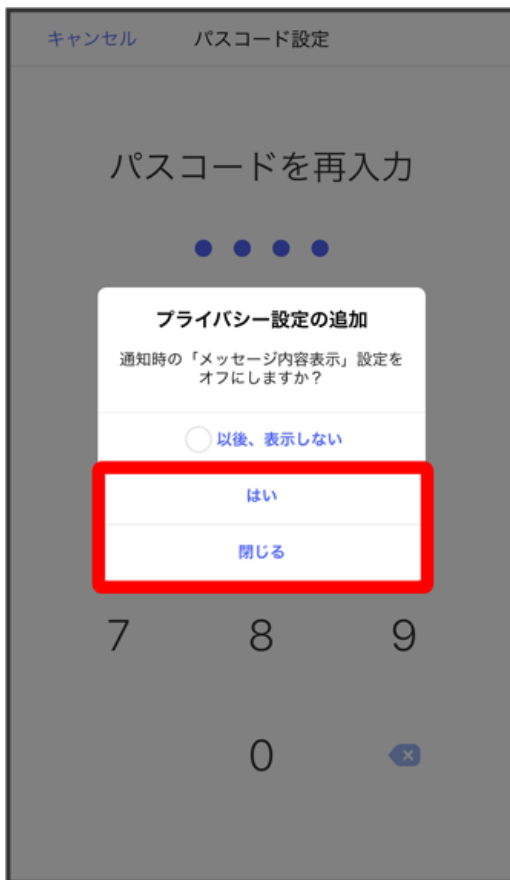 キャンセル パスコード設定
パスコードを再入力
プライバシー設定の追加
通知時の「メッセージ内容表示」設定を
オフにしますか？
以後、表示しない
はい
閉じる
7 8 9
0